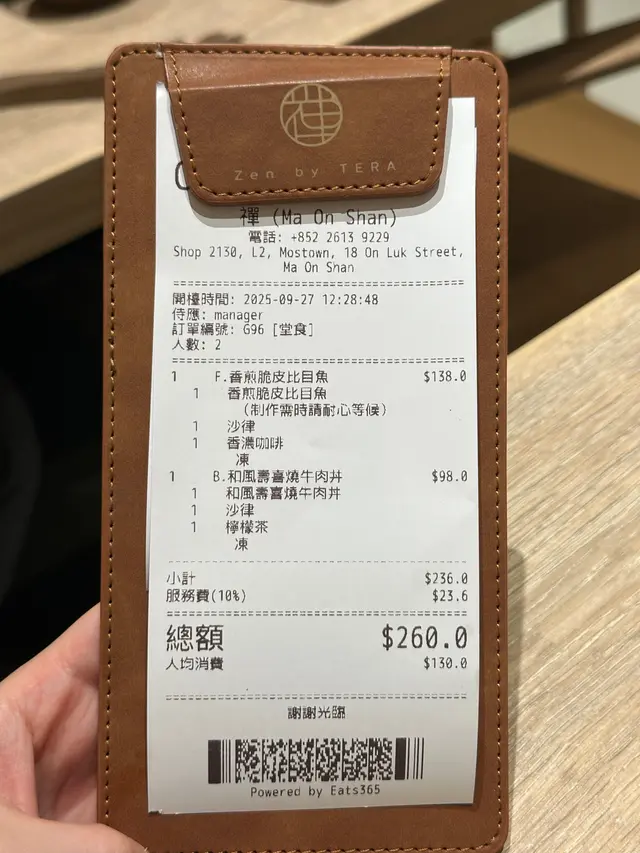 禪
Zen by TERA
禪 (Ma On Shan)
電話: +852 2613 9229
Shop 2130, L2, Mostown, 18 On Luk Street,
Ma On Shan
開檯時間: 2025-09-27 12:28:48
侍應: manager
訂單編號: G96 [堂食]
人數: 2
1 F.香煎脆皮比目魚 $138.0
1 香煎脆皮比目魚
(制作需時請耐心等候)
1 沙律
1 香濃咖啡
凍
1 B.和風壽喜燒牛肉丼 $98.0
1 和風壽喜燒牛肉丼
1 沙律
1 檸檬茶
凍
小計 $236.0
服務費(10%) $23.6
總額 $260.0
人均消費 $130.0
謝謝光臨
Powered by Eats365